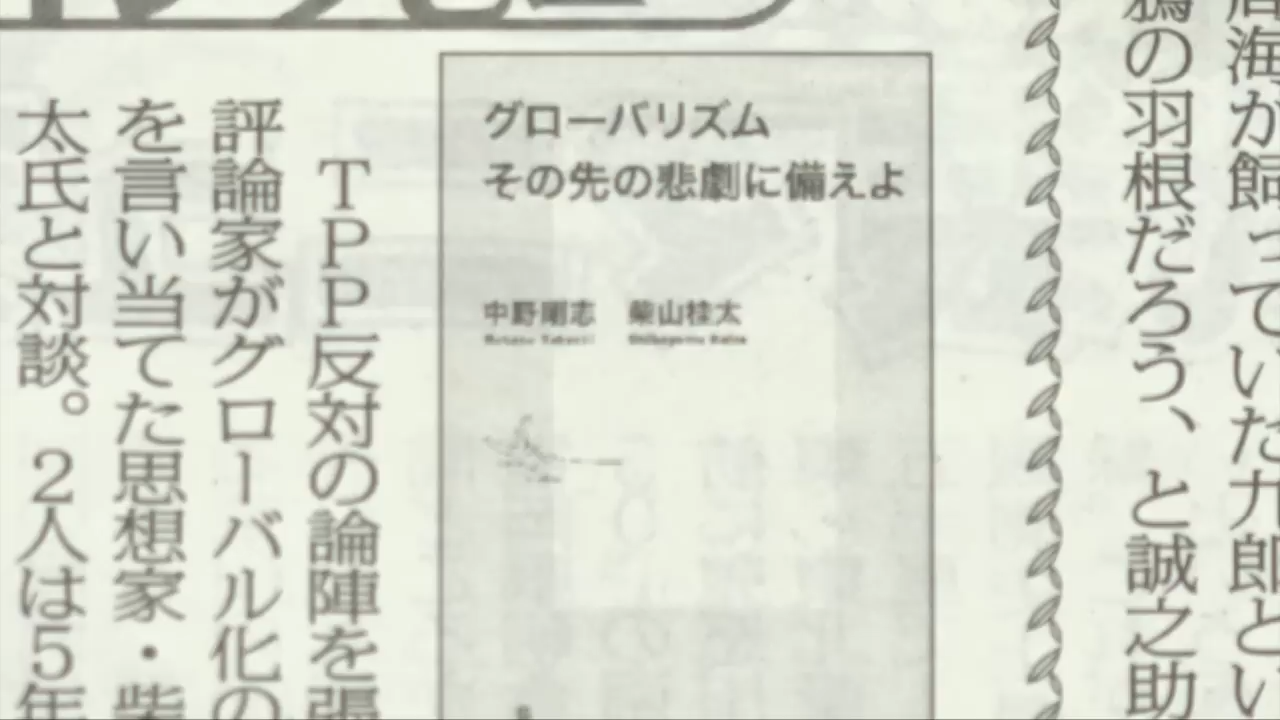 周海が飼っていた九郎とい
鴉の羽根だろう、と誠之助
グローバリズム
その先の悲劇に備えよ
中野剛志 柴山桂太
TPP反対の論陣を張
評論家がグローバル化の
を言い当てた思想家・柴
太氏と対談。2人は5年